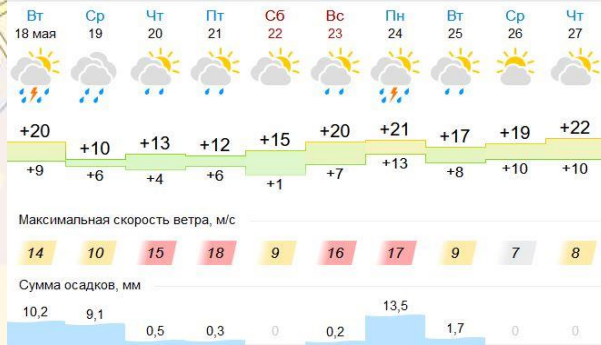 Вт Ср Чт Пт Сб Вс Пн Вт Ср Чт
18 мая 19 20 21 22 23 24 25 26 27
+20 +10 +13 +12 +15 +20 +21 +17 +19 +22
+9 +6 +4 +6 +1 +7 +13 +8 +10 +10
Максимальная скорость ветра, м/с
14 10 15 18 9 16 17 9 7 8
Сумма осадков, мм
10,2 9,1 0,5 0,3 0 0,2 13,5 1,7 0 0